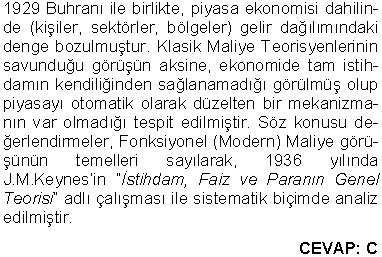 1929 Buhranı ile birlikte, piyasa ekonomisi dahilin-
de (kişiler, sektörler, bölgeler) gelir dağılımındaki
denge bozulmuştur. Klasik Maliye Teorisyenlerinin
savunduğu görüşün aksine, ekonomide tam istih-
damın kendiliğinden sağlanamadığı görülmüş olup
piyasayı otomatik olarak düzelten bir mekanizma-
nın var olmadığı tespit edilmiştir. Söz konusu de-
ğerlendirmeler, Fonksiyonel (Modern) Maliye görü-
şünün temelleri sayılarak, 1936 yılında
J.M.Keynes'in "İstihdam, Faiz ve Paranın Genel
Teorisi" adlı çalışması ile sistematik biçimde analiz
edilmiştir.
CEVAP: C